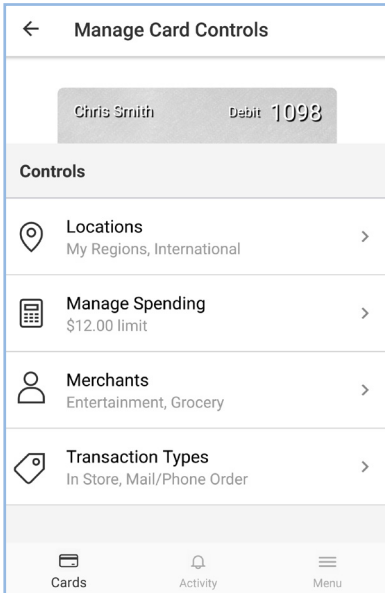 Manage Card Controls
Chris Smith Debit 1098
Controls
Locations
My Regions, International
Manage Spending
$12.00 limit
Merchants
Entertainment, Grocery
Transaction Types
In Store, Mail/Phone Order
Cards Activity Menu